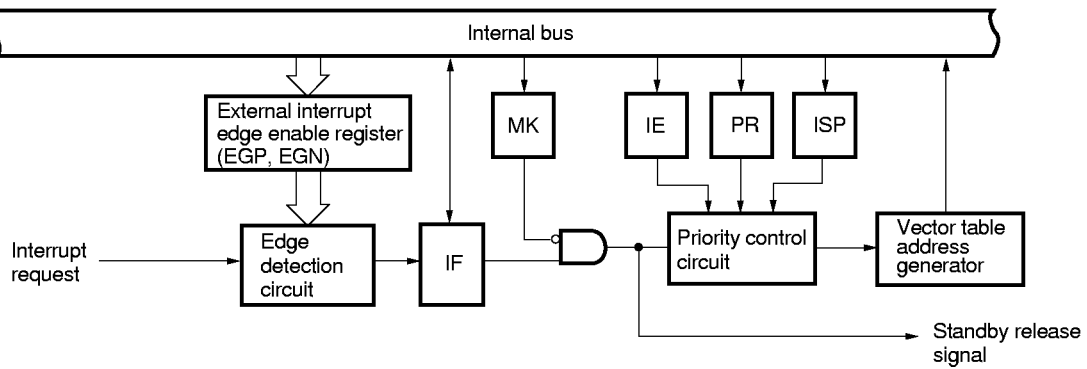 Internal bus
External interrupt
edge enable register
(EGP, EGN)
MK
IE
PR
ISP
Interrupt
request
Edge
detection
circuit
IF
Priority control
circuit
Vector table
address
generator
Standby release
signal